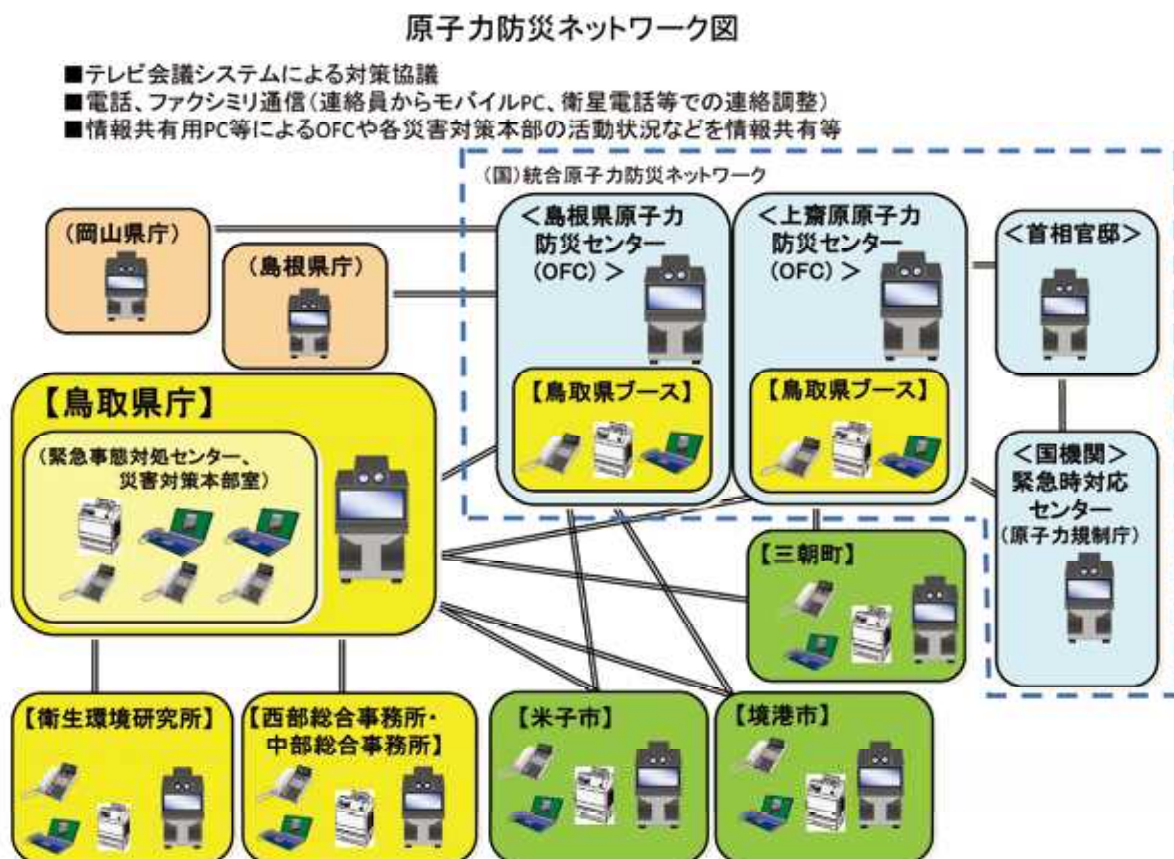 原子力防災ネットワーク図
■テレビ会議システムによる対策協議
■電話、ファクシミリ通信(連絡員からモバイルPC、衛星電話等での連絡調整)
■情報共有用PC等によるOFCや各災害対策本部の活動状況などを情報共有等
(国)統合原子力防災ネットワーク
(岡山県庁)
(島根県庁)
＜島根県原子力
防災センター
(OFC)＞
＜上齋原原子力
防災センター
(OFC)＞
＜首相官邸＞
【鳥取県庁】
(緊急事態対処センター、
災害対策本部室)
【鳥取県ブース】
【鳥取県ブース】
＜国機関＞
緊急時対応
センター
(原子力規制庁)
【三朝町】
【衛生環境研究所】
【西部総合事務所・
中部総合事務所】
【米子市】
【境港市】